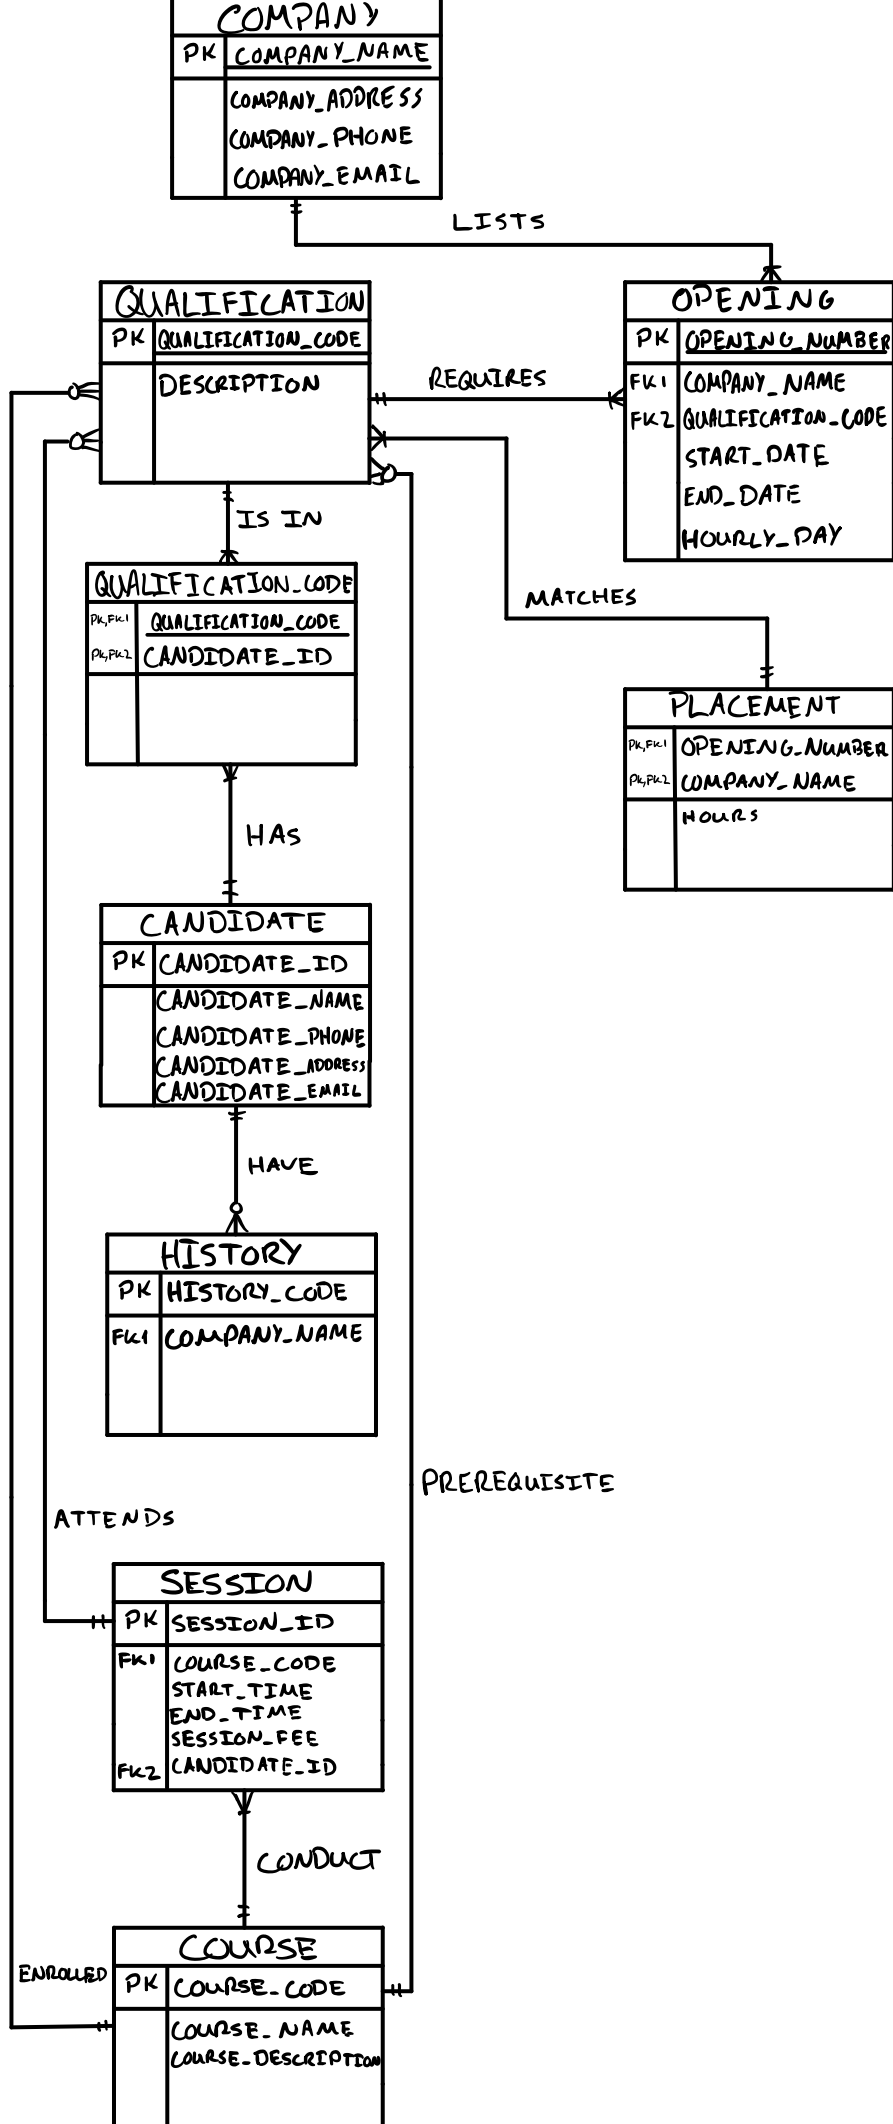 COMPANY
PK COMPANY_NAME
COMPANY_ADDRESS
COMPANY_PHONE
COMPANY_EMAIL
LISTS
QUALIFICATION
PK QUALIFICATION_CODE
DESCRIPTION
REQUIRES
OPENING
PK OPENING_NUMBER
FK1 COMPANY_NAME
FK2 QUALIFICATION_CODE
START_DATE
END_DATE
HOURLY_DAY
IS IN
QUALIFICATION_CODE
PK,FK1 QUALIFICATION_CODE
PK,FK2 CANDIDATE_ID
MATCHES
PLACEMENT
PK,FK1 OPENING_NUMBER
PK,FK2 COMPANY_NAME
HOURS
HAS
CANDIDATE
PK CANDIDATE_ID
CANDIDATE_NAME
CANDIDATE_PHONE
CANDIDATE_ADDRESS
CANDIDATE_EMAIL
HAVE
HISTORY
PK HISTORY_CODE
FK1 COMPANY_NAME
PREREQUISITE
ATTENDS
SESSION
PK SESSION_ID
FK1 COURSE_CODE
START_TIME
END_TIME
SESSION_FEE
FK2 CANDIDATE_ID
CONDUCT
COURSE
ENROLLED
PK COURSE_CODE
COURSE_NAME
COURSE_DESCRIPTION